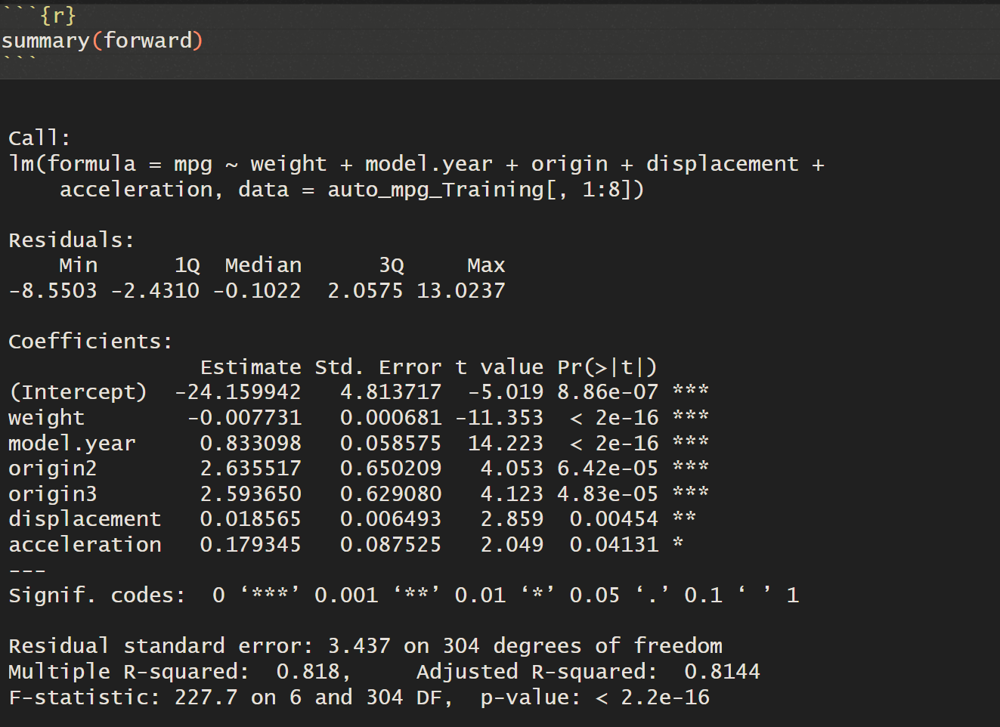 ```{r}
summary(forward)
```
Call:
lm(formula = mpg ~ weight + model.year + origin + displacement +
    acceleration, data = auto_mpg_Training[, 1:8])
Residuals:
    Min      1Q  Median      3Q     Max
-8.5503 -2.4310 -0.1022  2.0575 13.0237
Coefficients:
               Estimate Std. Error t value Pr(>|t|)
(Intercept)  -24.159942   4.813717  -5.019 8.86e-07 ***
weight        -0.007731   0.000681 -11.353  < 2e-16 ***
model.year     0.833098   0.058575  14.223  < 2e-16 ***
origin2        2.635517   0.650209   4.053 6.42e-05 ***
origin3        2.593650   0.629080   4.123 4.83e-05 ***
displacement   0.018565   0.006493   2.859  0.00454 **
acceleration   0.179345   0.087525   2.049  0.04131 *
---
Signif. codes:  0 ‘***’ 0.001 ‘**’ 0.01 ‘*’ 0.05 ‘.’ 0.1 ‘ ’ 1
Residual standard error: 3.437 on 304 degrees of freedom
Multiple R-squared:  0.818,     Adjusted R-squared:  0.8144
F-statistic: 227.7 on 6 and 304 DF,  p-value: < 2.2e-16